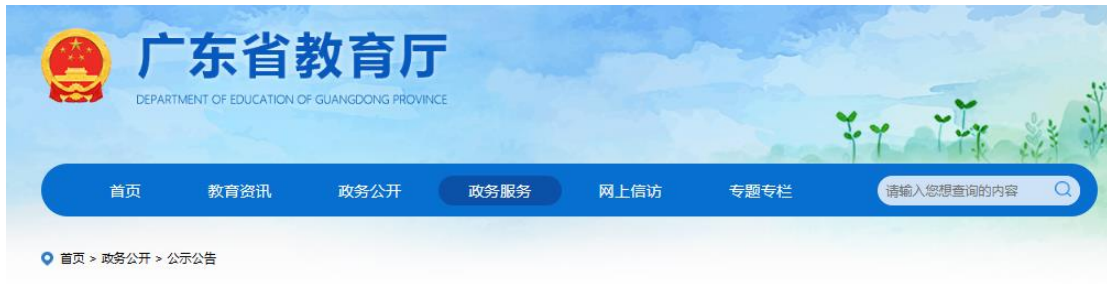 广东省教育厅
DEPARTMENT OF EDUCATION OF GUANGDONG PROVINCE
首页 教育资讯 政务公开 政务服务 网上信访 专题专栏 请输入您想查询的内容
首页 > 政务公开 > 公示公告